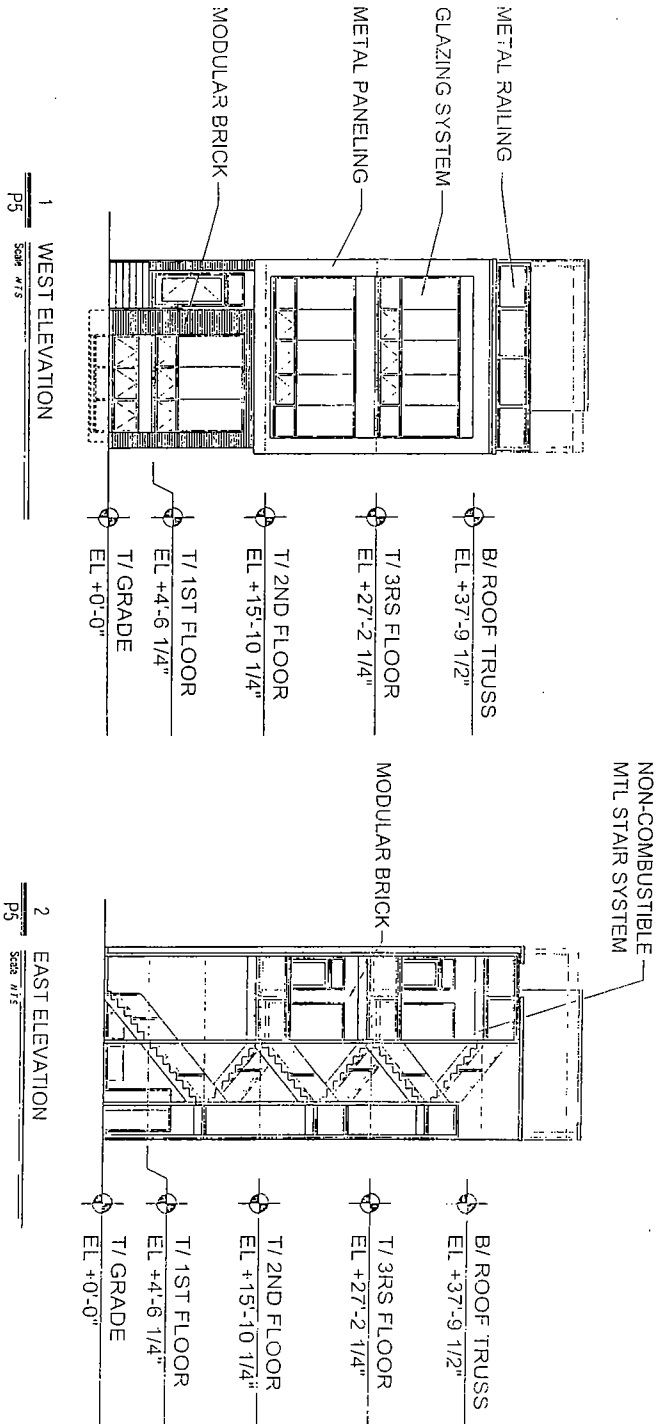 METAL RAILING
GLAZING SYSTEM
METAL PANELING
MODULAR BRICK
B/ ROOF TRUSS
EL +37'-9 1/2"
T/ 3RS FLOOR
EL +27'-2 1/4"
T/ 2ND FLOOR
EL +15'-10 1/4"
T/ 1ST FLOOR
EL +4'-6 1/4"
T/ GRADE
EL +0'-0"
1 WEST ELEVATION
P5 Scale NTS
NON-COMBUSTIBLE
MTL STAIR SYSTEM
MODULAR BRICK
B/ ROOF TRUSS
EL +37'-9 1/2"
T/ 3RS FLOOR
EL +27'-2 1/4"
T/ 2ND FLOOR
EL +15'-10 1/4"
T/ 1ST FLOOR
EL +4'-6 1/4"
T/ GRADE
EL +0'-0"
2 EAST ELEVATION
P5 Scale NTS